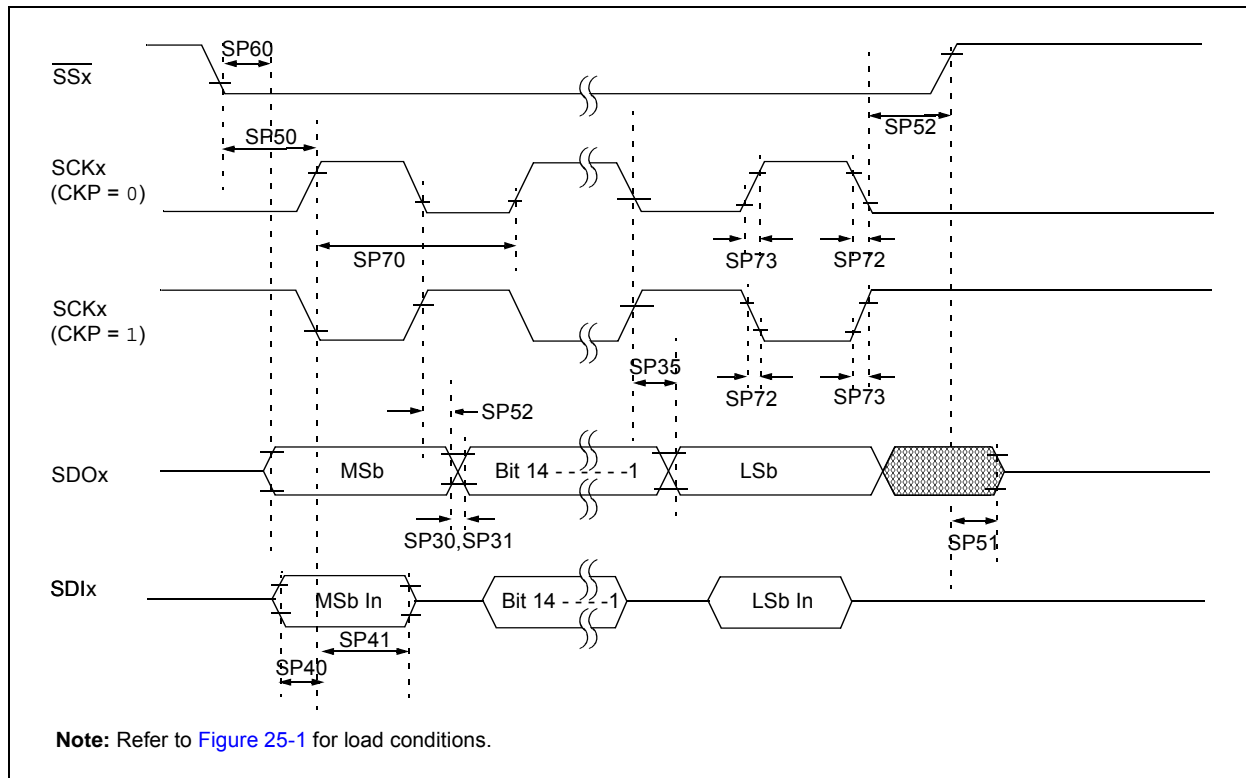 SP60
SSx
SP50
SP52
SCKx
(CKP = 0)
SP70
SP73
SP72
SCKx
(CKP = 1)
SP35
SP72
SP73
SP52
SDOx
MSb
Bit 14 - - - - - -1
LSb
SP30,SP31
SP51
SDIx
MSb In
Bit 14 - - - -1
LSb In
SP41
SP40
Note: Refer to Figure 25-1 for load conditions.